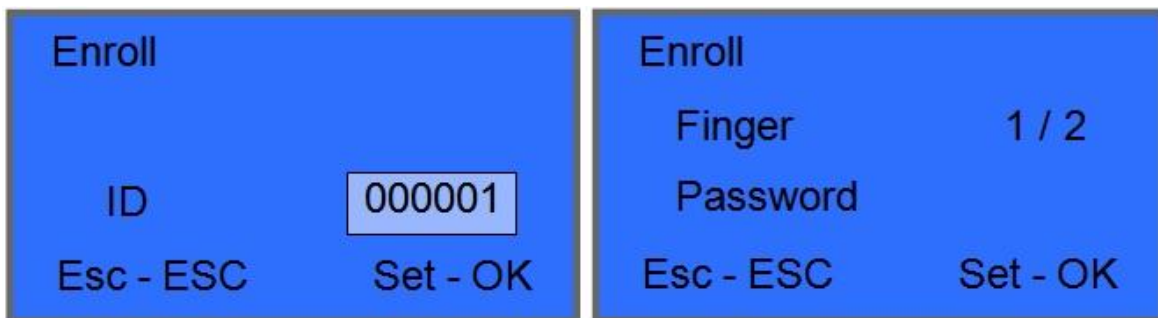 Enroll
ID 000001
Esc - ESC Set - OK
Enroll
Finger 1 / 2
Password
Esc - ESC Set - OK